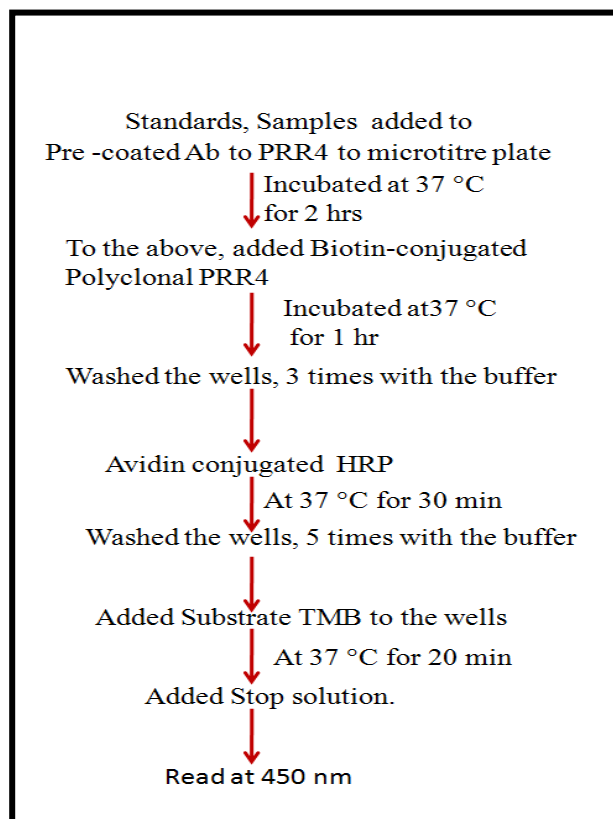 Standards, Samples added to
Pre -coated Ab to PRR4 to microtitre plate
Incubated at 37 °C
for 2 hrs
To the above, added Biotin-conjugated
Polyclonal PRR4
Incubated at37 °C
for 1 hr
Washed the wells, 3 times with the buffer
Avidin conjugated HRP
At 37 °C for 30 min
Washed the wells, 5 times with the buffer
Added Substrate TMB to the wells
At 37 °C for 20 min
Added Stop solution.
Read at 450 nm